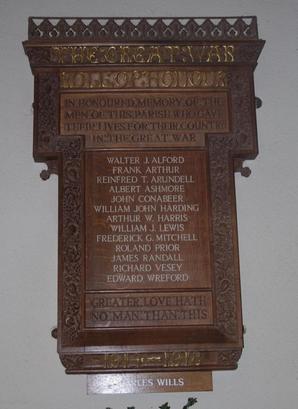 THE GREAT WAR
ROLL OF HONOUR
IN HONOURED MEMORY OF THE
MEN OF THIS PARISH WHO GAVE
THEIR LIVES FOR THEIR COUNTRY
IN THE GREAT WAR
WALTER J. ALFORD
FRANK ARTHUR
REINFRED T. ARUNDELL
ALBERT ASHMORE
JOHN CONABEER
WILLIAM JOHN HARDING
ARTHUR W. HARRIS
WILLIAM J. LEWIS
FREDERICK G. MITCHELL
ROLAND PRIOR
JAMES RANDALL
RICHARD VESEY
EDWARD WREFORD
GREATER LOVE HATH
NO MAN THAN THIS
1914-1918
CHARLES WILLS